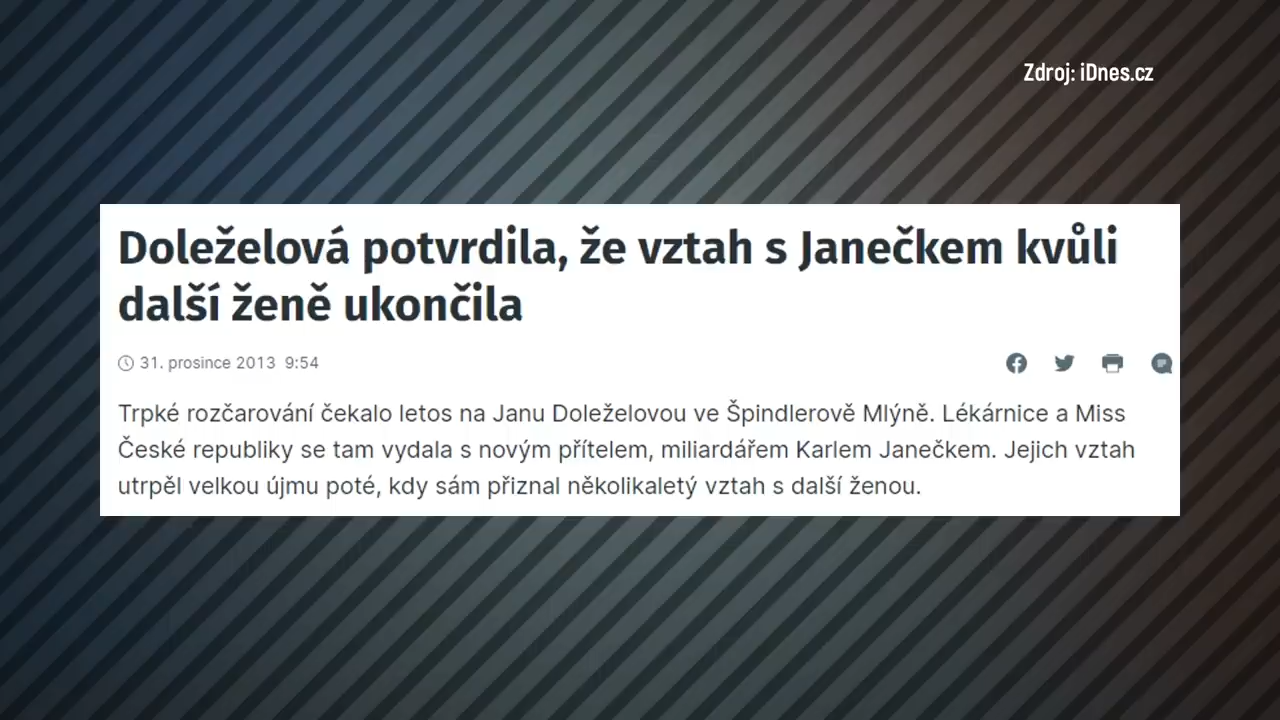 Zdroj: iDnes.cz
Doleželová potvrdila, že vztah s Janečkem kvůli
další ženě ukončila
31. prosince 2013 9:54
Trpké rozčarování čekalo letos na Janu Doleželovou ve Špindlerově Mlýně. Lékárnice a Miss
České republiky se tam vydala s novým přítelem, miliardářem Karlem Janečkem. Jejich vztah
utrpěl velkou újmu poté, kdy sám přiznal několikaletý vztah s další ženou.